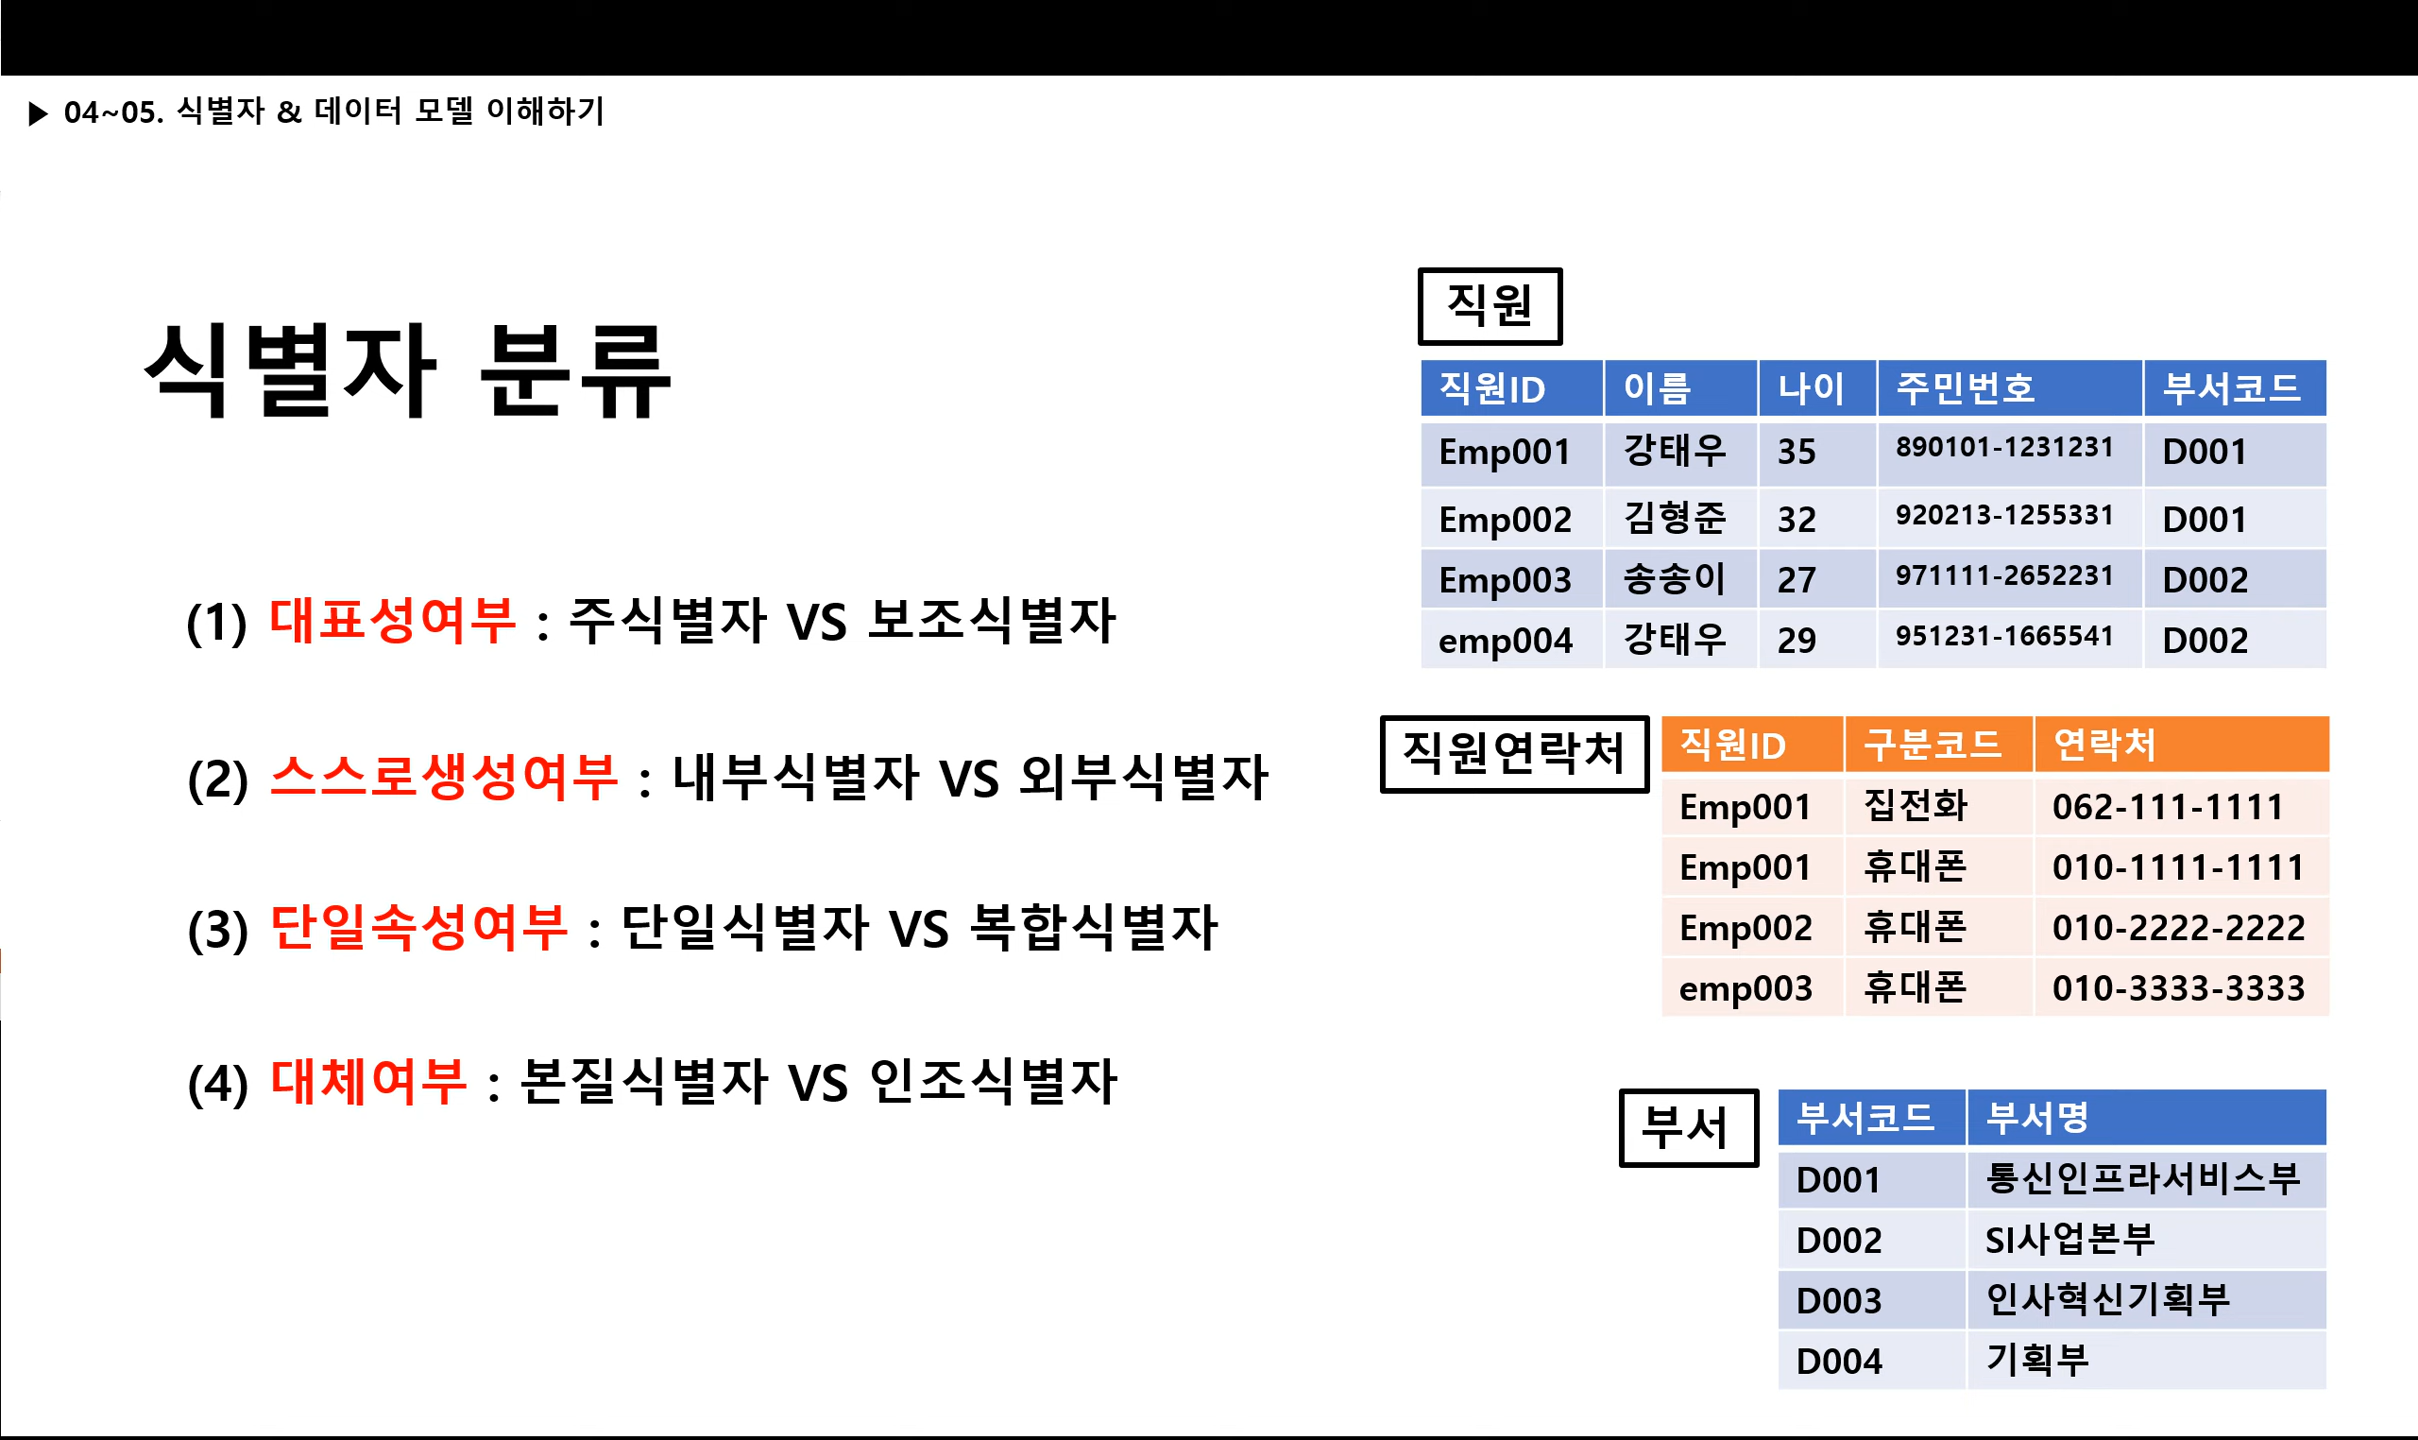 ▶ 04~05. 식별자 & 데이터 모델 이해하기
식별자 분류
(1) 대표성여부 : 주식별자 VS 보조식별자
(2) 스스로생성여부 : 내부식별자 VS 외부식별자
(3) 단일속성여부 : 단일식별자 VS 복합식별자
(4) 대체여부 : 본질식별자 VS 인조식별자
직원
직원ID 이름 나이 주민번호 부서코드
Emp001 강태우 35 890101-1231231 D001
Emp002 김형준 32 920213-1255331 D001
Emp003 송송이 27 971111-2652231 D002
emp004 강태우 29 951231-1665541 D002
직원연락처
직원ID 구분코드 연락처
Emp001 집전화 062-111-1111
Emp001 휴대폰 010-1111-1111
Emp002 휴대폰 010-2222-2222
emp003 휴대폰 010-3333-3333
부서
부서코드 부서명
D001 통신인프라서비스부
D002 SI사업본부
D003 인사혁신기획부
D004 기획부